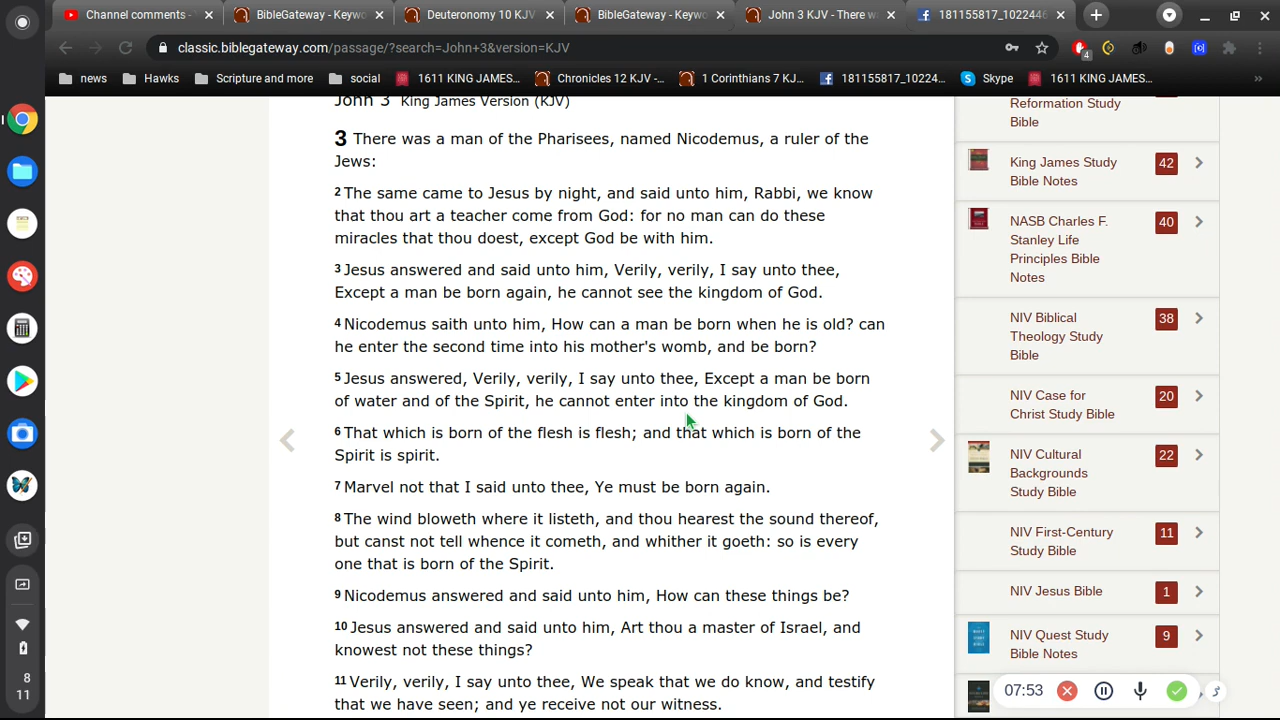 Channel comments -
BibleGateway - Keywo
Deuteronomy 10 KJV -
BibleGateway - Keywo
John 3 KJV - There wa
181155817_1022446
classic.biblegateway.com/passage/?search=John+3&version=KJV
4
news
Hawks
Scripture and more
social
1611 KING JAMES...
Chronicles 12 KJV -...
1 Corinthians 7 KJ...
181155817_10224...
Skype
1611 KING JAMES...
John 3 King James Version (KJV)
3 There was a man of the Pharisees, named Nicodemus, a ruler of the
Jews:
2 The same came to Jesus by night, and said unto him, Rabbi, we know
that thou art a teacher come from God: for no man can do these
miracles that thou doest, except God be with him.
3 Jesus answered and said unto him, Verily, verily, I say unto thee,
Except a man be born again, he cannot see the kingdom of God.
4 Nicodemus saith unto him, How can a man be born when he is old? can
he enter the second time into his mother's womb, and be born?
5 Jesus answered, Verily, verily, I say unto thee, Except a man be born
of water and of the Spirit, he cannot enter into the kingdom of God.
6 That which is born of the flesh is flesh; and that which is born of the
Spirit is spirit.
7 Marvel not that I said unto thee, Ye must be born again.
8 The wind bloweth where it listeth, and thou hearest the sound thereof,
but canst not tell whence it cometh, and whither it goeth: so is every
one that is born of the Spirit.
9 Nicodemus answered and said unto him, How can these things be?
10 Jesus answered and said unto him, Art thou a master of Israel, and
knowest not these things?
11 Verily, verily, I say unto thee, We speak that we do know, and testify
that we have seen; and ye receive not our witness.
Reformation Study
Bible
King James Study
Bible Notes
42
NASB Charles F.
Stanley Life
Principles Bible
Notes
40
NIV Biblical
Theology Study
Bible
38
NIV Case for
Christ Study Bible
20
NIV Cultural
Backgrounds
Study Bible
22
NIV First-Century
Study Bible
11
NIV Jesus Bible
1
NIV Quest Study
Bible Notes
9
07:53
8
11